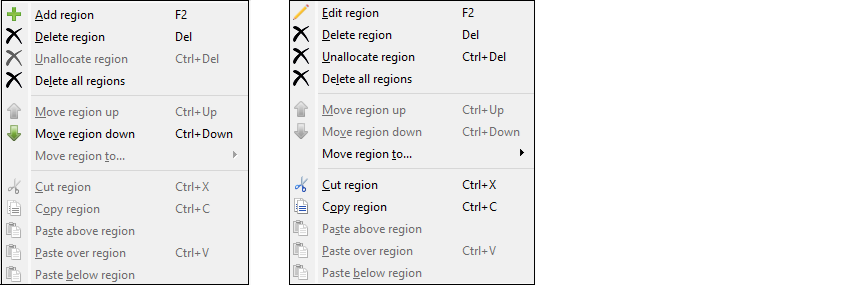 Add region F2
Delete region Del
Unallocate region Ctrl+Del
Delete all regions
Move region up Ctrl+Up
Move region down Ctrl+Down
Move region to...
Cut region Ctrl+X
Copy region Ctrl+C
Paste above region
Paste over region Ctrl+V
Paste below region
Edit region F2
Delete region Del
Unallocate region Ctrl+Del
Delete all regions
Move region up Ctrl+Up
Move region down Ctrl+Down
Move region to...
Cut region Ctrl+X
Copy region Ctrl+C
Paste above region
Paste over region Ctrl+V
Paste below region